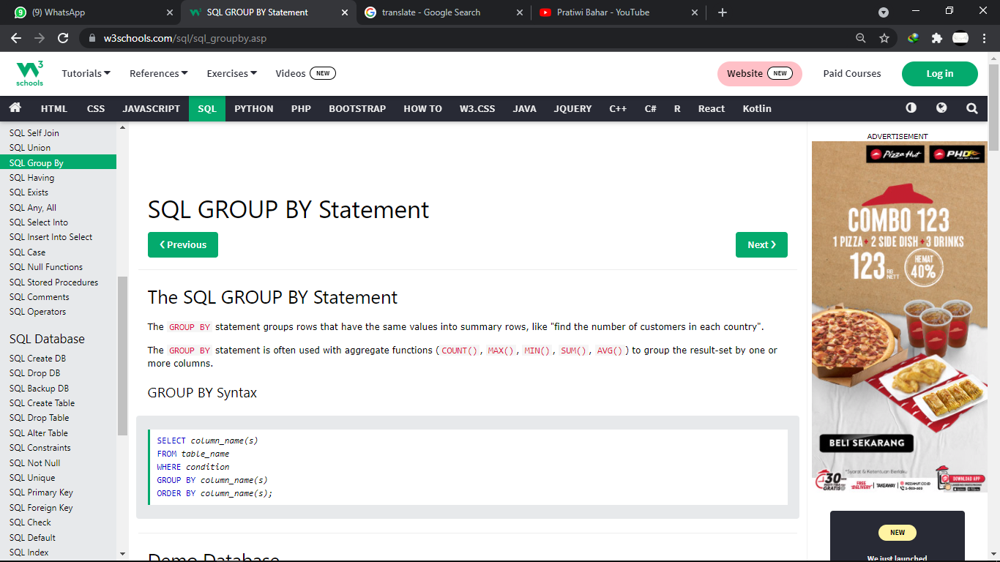 (9) WhatsApp
SQL GROUP BY Statement
translate - Google Search
Pratiwi Bahar - YouTube
w3schools.com/sql/sql_groupby.asp
W3 schools
Tutorials
References
Exercises
Videos NEW
Website NEW
Paid Courses
Log in
HTML
CSS
JAVASCRIPT
SQL
PYTHON
PHP
BOOTSTRAP
HOW TO
W3.CSS
JAVA
JQUERY
C++
C#
R
React
Kotlin
SQL Self Join
SQL Union
SQL Group By
SQL Having
SQL Exists
SQL Any, All
SQL Select Into
SQL Insert Into Select
SQL Case
SQL Null Functions
SQL Stored Procedures
SQL Comments
SQL Operators
SQL Database
SQL Create DB
SQL Drop DB
SQL Backup DB
SQL Create Table
SQL Drop Table
SQL Alter Table
SQL Constraints
SQL Not Null
SQL Unique
SQL Primary Key
SQL Foreign Key
SQL Check
SQL Default
SQL Index
SQL GROUP BY Statement
❮ Previous
Next ❯
The SQL GROUP BY Statement
The GROUP BY statement groups rows that have the same values into summary rows, like "find the number of customers in each country".
The GROUP BY statement is often used with aggregate functions (COUNT(), MAX(), MIN(), SUM(), AVG()) to group the result-set by one or
more columns.
GROUP BY Syntax
SELECT column_name(s)
FROM table_name
WHERE condition
GROUP BY column_name(s)
ORDER BY column_name(s);
Demo Database
ADVERTISEMENT
Pizza Hut
PHD
COMBO 123
1 PIZZA + 2 SIDE DISH + 3 DRINKS
123 RB NETT
HEMAT 40%
BELI SEKARANG
*Syarat & Ketentuan Berlaku
30
GRATIS
FREE DELIVERY
TAKEAWAY
PIZZAHUT.CO.ID
DOWNLOAD APP
NEW
We just launched